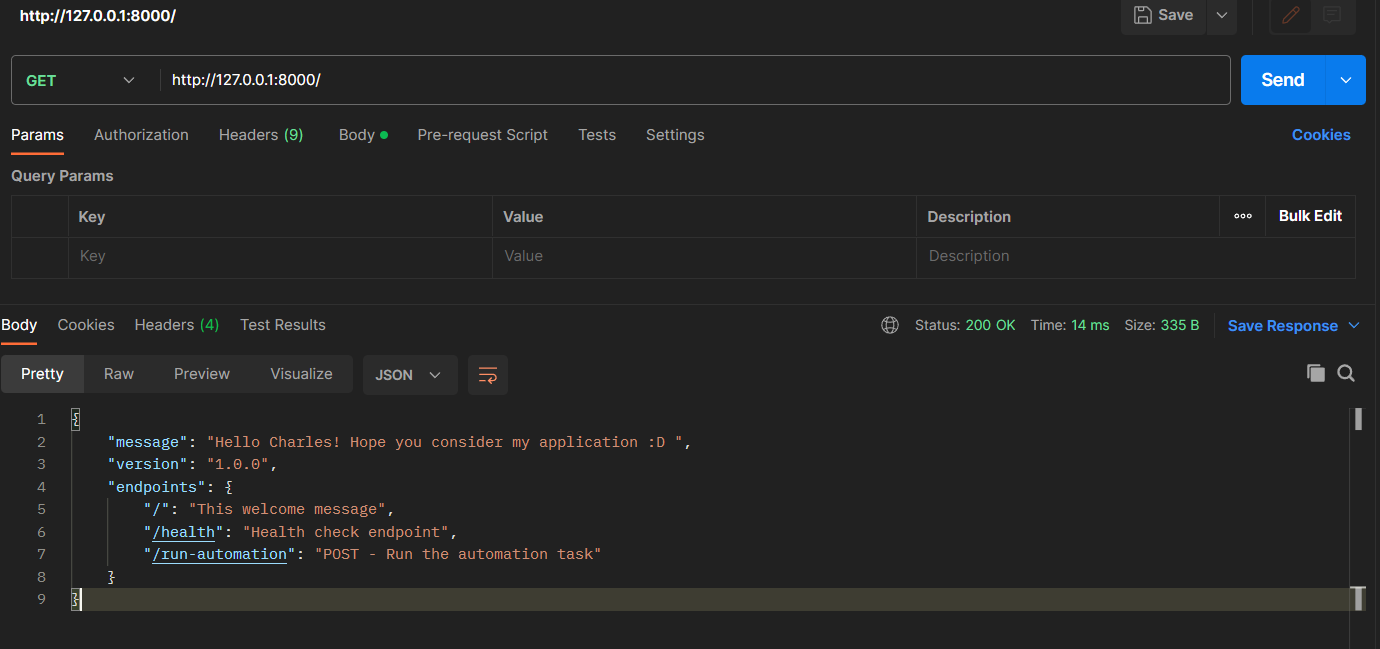 http://127.0.0.1:8000/
Save
GET http://127.0.0.1:8000/ Send
Params Authorization Headers (9) Body Pre-request Script Tests Settings Cookies
Query Params
Key Value Description Bulk Edit
Key Value Description
Body Cookies Headers (4) Test Results Status: 200 OK Time: 14 ms Size: 335 B Save Response
Pretty Raw Preview Visualize JSON
1 {
2 "message": "Hello Charles! Hope you consider my application :D ",
3 "version": "1.0.0",
4 "endpoints": {
5 "/": "This welcome message",
6 "/health": "Health check endpoint",
7 "/run-automation": "POST - Run the automation task"
8 }
9 }